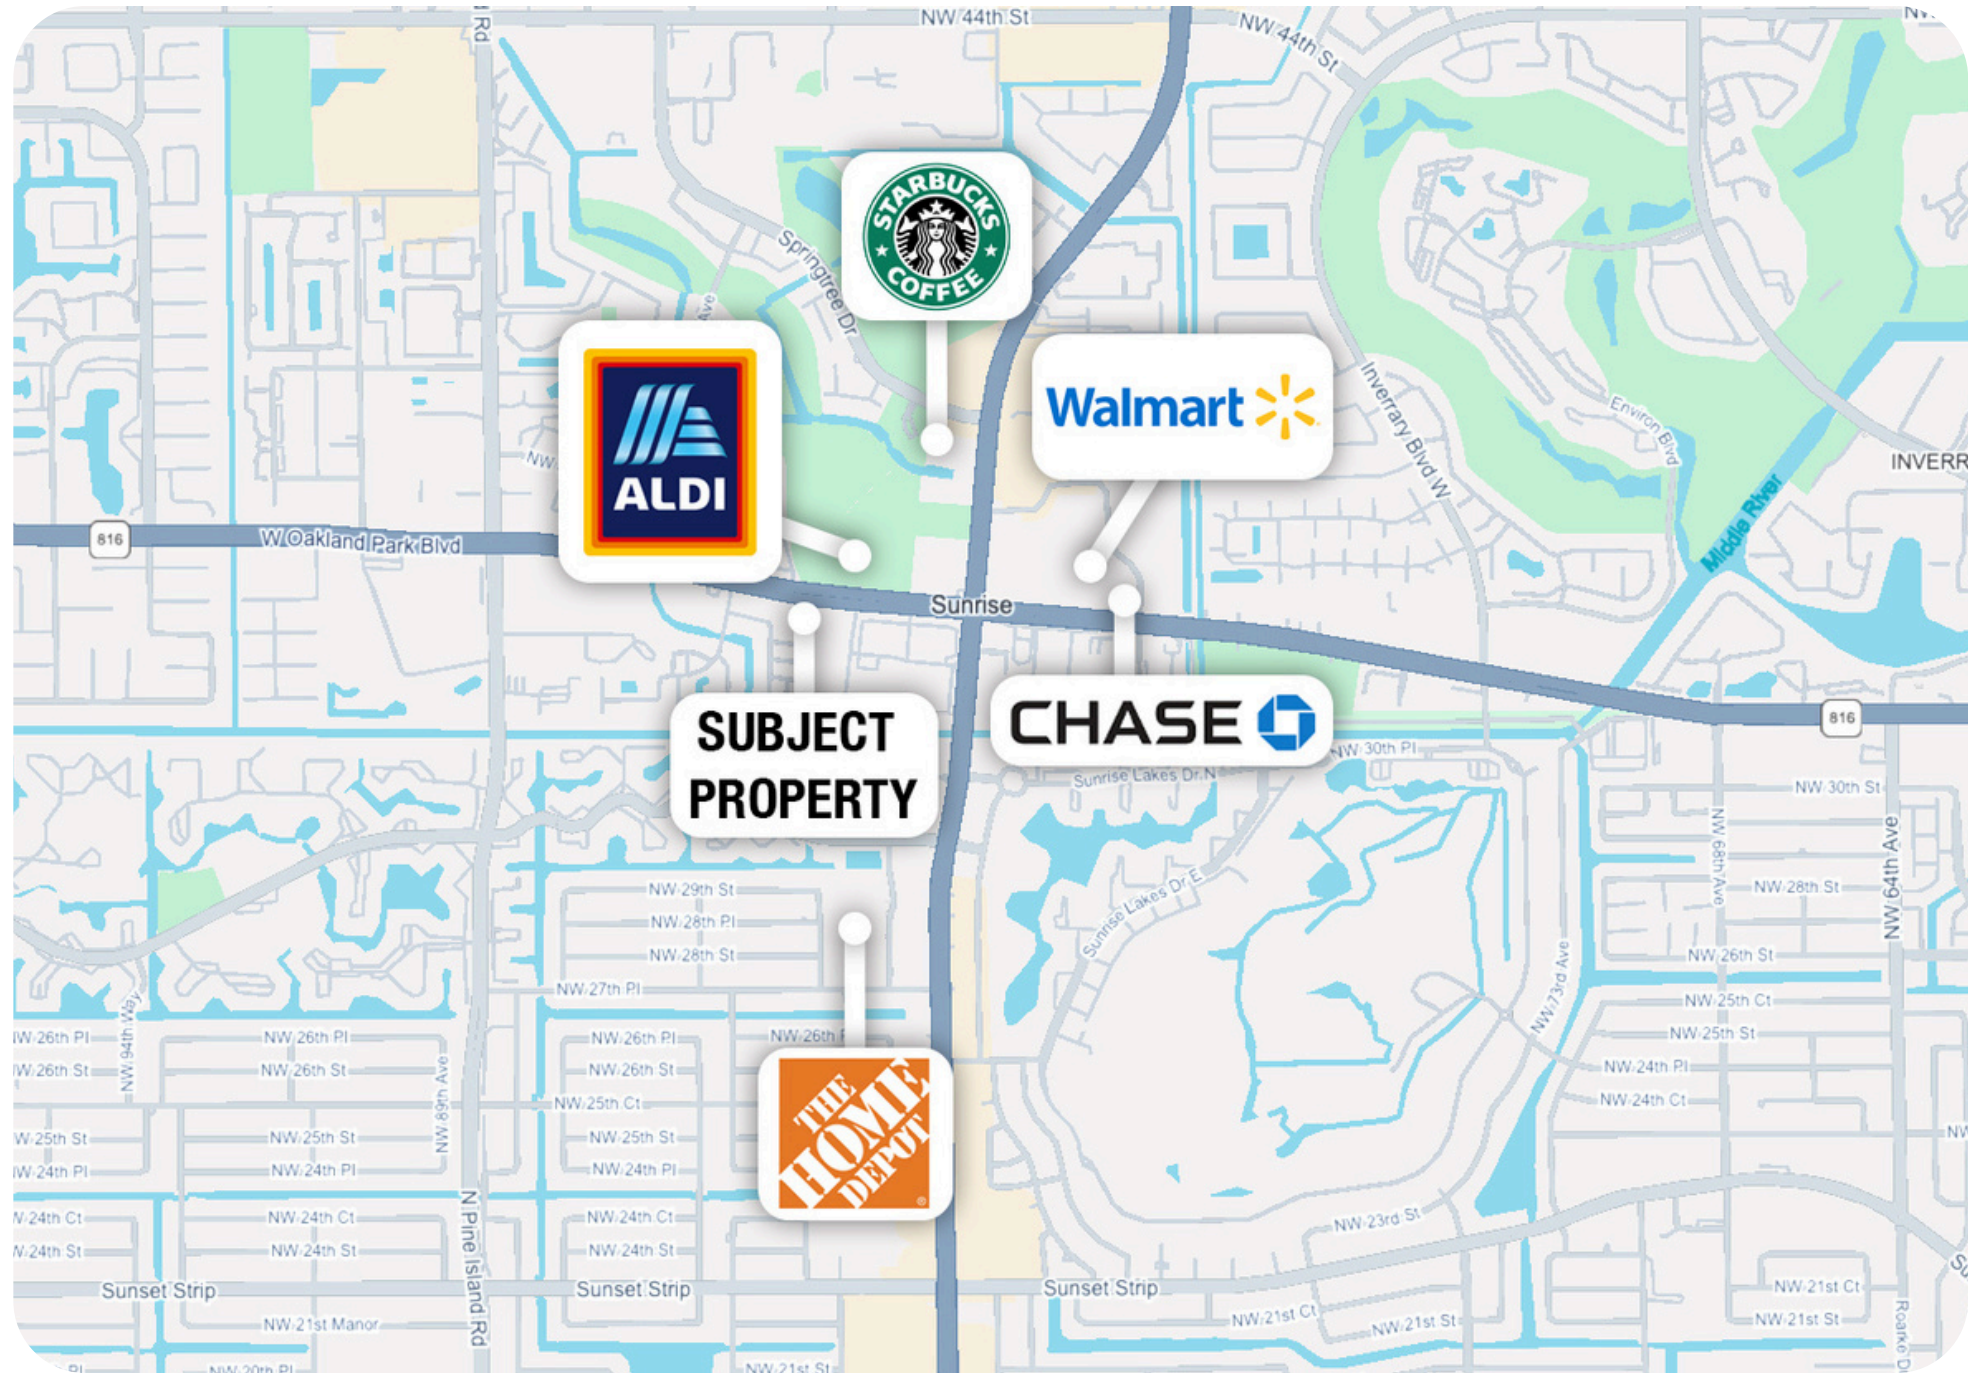 NW 44th St
NW 44th St
Rd
STARBUCKS
COFFEE
Springtree Dr
Ave
ALDI
Walmart
Inverrary Blvd W
Environ Blvd
INVERR
Middle River
NW
816
W Oakland Park Blvd
Sunrise
816
SUBJECT
PROPERTY
CHASE
NW 30th Pl
Sunrise Lakes Dr N
NW 30th St
NW 68th Ave
NW 64th Ave
NW 29th St
NW 28th Pl
NW 28th St
Sunrise Lakes Dr E
NW 28th St
NW 26th St
NW 73rd Ave
NW 27th Pl
NW 94th Way
NW 25th Ct
NW 25th St
NW 26th Pl
NW 26th Pl
NW 26th Pl
NW 26th
NW 26th St
NW 26th St
NW 26th St
NW 89th Ave
NW 24th Pl
NW 24th Ct
NW 25th Ct
THE
HOME
DEPOT
NW 25th St
NW 25th St
NW 25th St
NW 24th Pl
NW 24th Pl
NW 24th Pl
N Pine Island Rd
NW 24th Ct
NW 24th Ct
NW 24th Ct
NW 23rd St
NW 24th St
NW 24th St
NW 24th St
Sunset Strip
Sunset Strip
Sunset Strip
NW 21st Ct
NW 21st Ct
NW 21st St
NW 21st St
NW 21st Manor
Roarke D
NW 20th Pl
NW 21st St